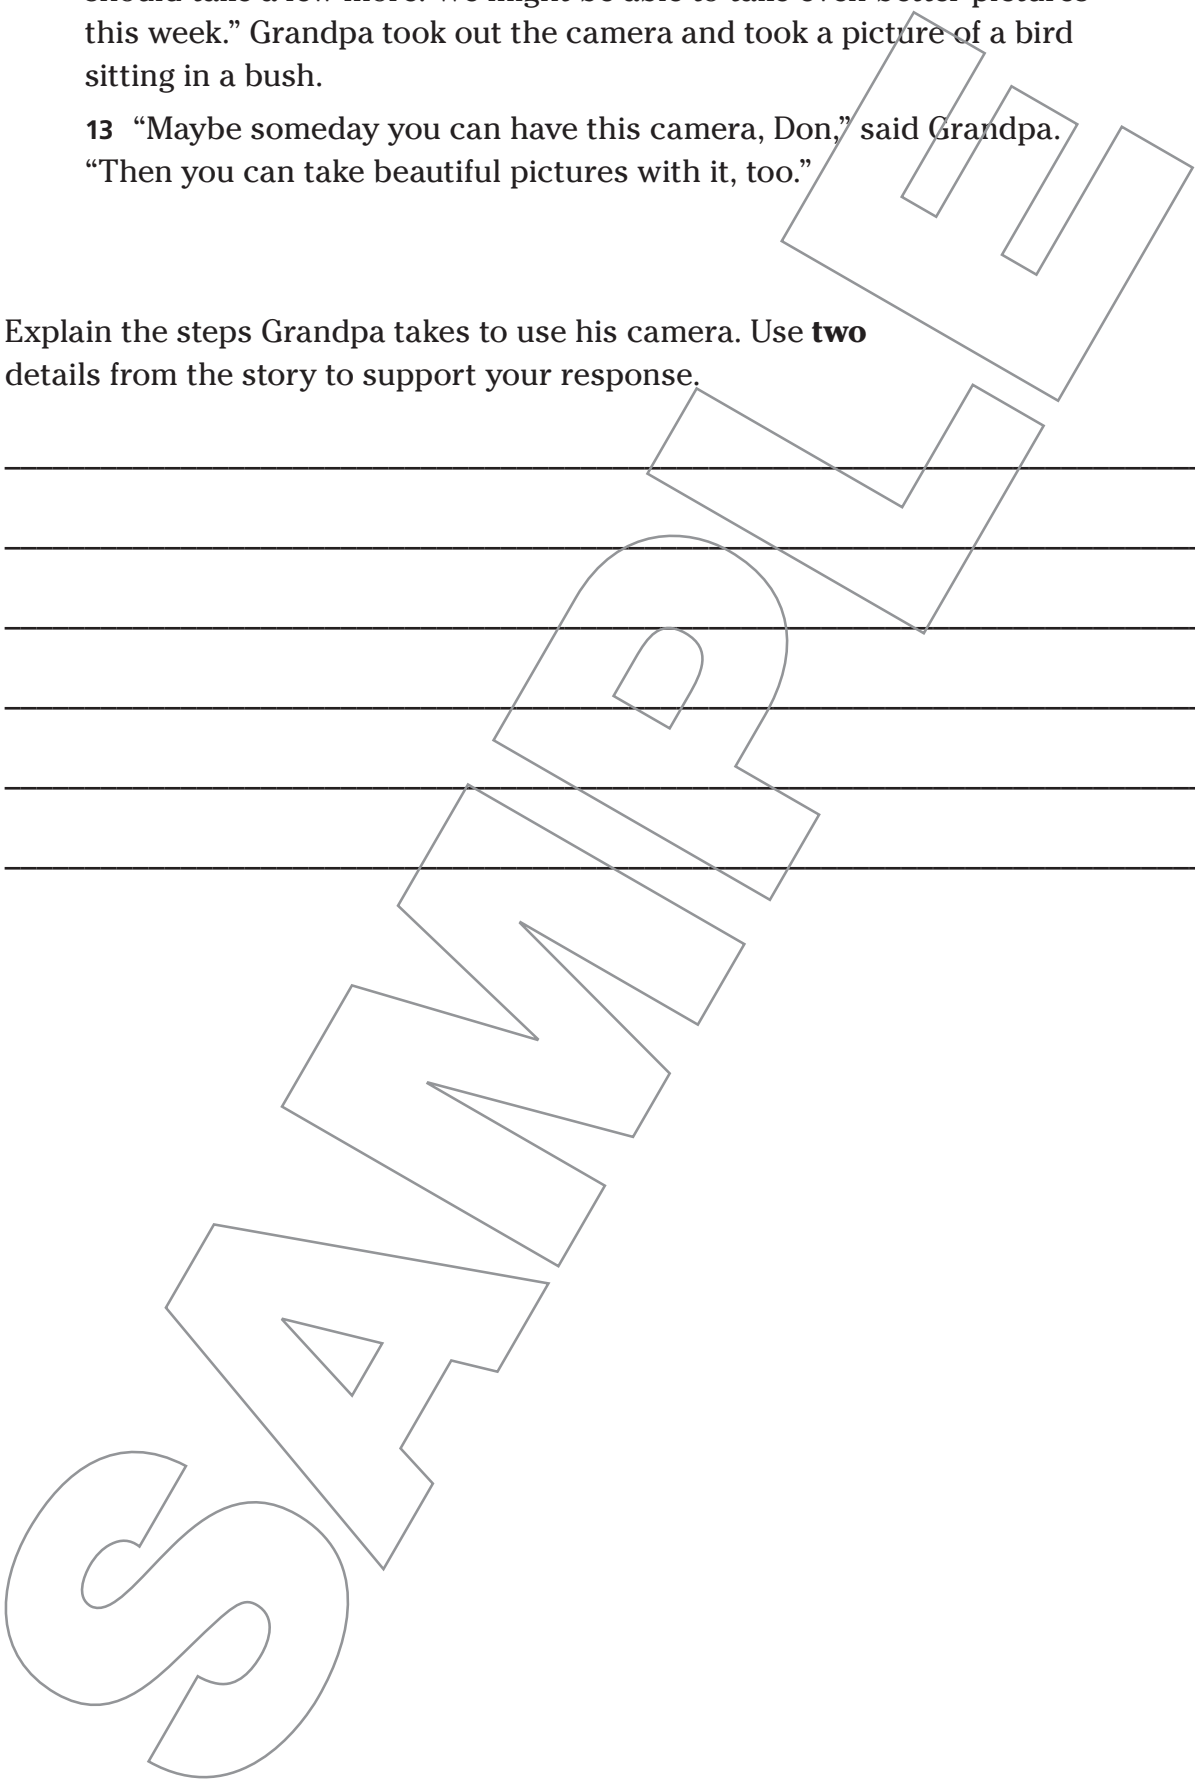 should take a few more. We might be able to take even better pictures
this week.” Grandpa took out the camera and took a picture of a bird
sitting in a bush.
13 “Maybe someday you can have this camera, Don,” said Grandpa.
“Then you can take beautiful pictures with it, too.”
Explain the steps Grandpa takes to use his camera. Use two
details from the story to support your response.
SAMPLE